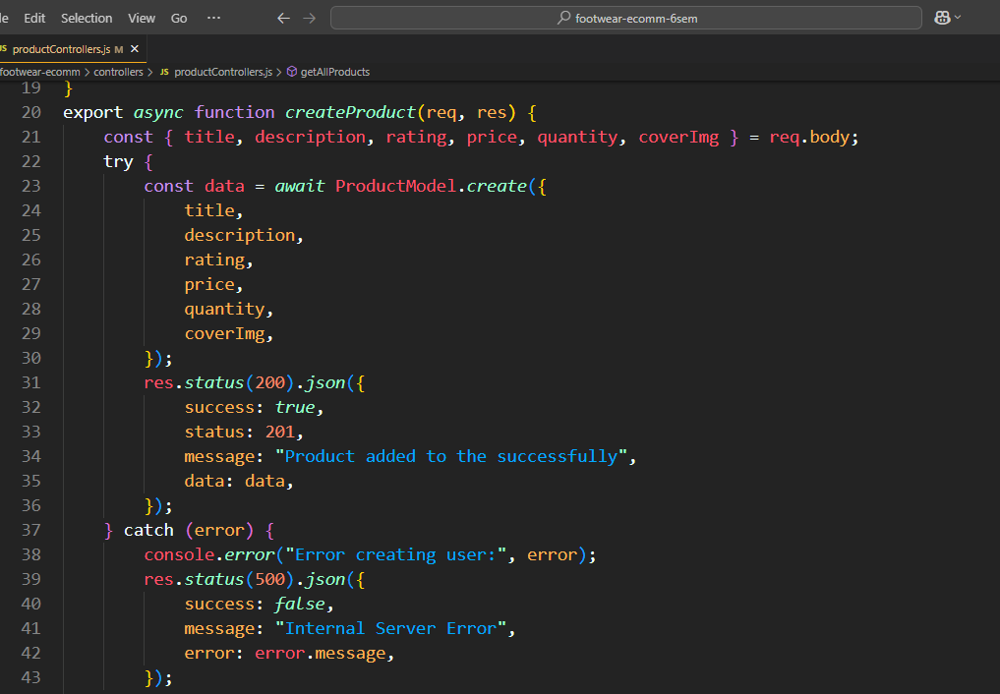 Edit Selection View Go ··· ← → footwear-ecomm-6sem
JS productControllers.js M ×
footwear-ecomm > controllers > JS productControllers.js > getAllProducts
19 }
20 export async function createProduct(req, res) {
21 const { title, description, rating, price, quantity, coverImg } = req.body;
22 try {
23 const data = await ProductModel.create({
24 title,
25 description,
26 rating,
27 price,
28 quantity,
29 coverImg,
30 });
31 res.status(200).json({
32 success: true,
33 status: 201,
34 message: "Product added to the successfully",
35 data: data,
36 });
37 } catch (error) {
38 console.error("Error creating user:", error);
39 res.status(500).json({
40 success: false,
41 message: "Internal Server Error",
42 error: error.message,
43 });